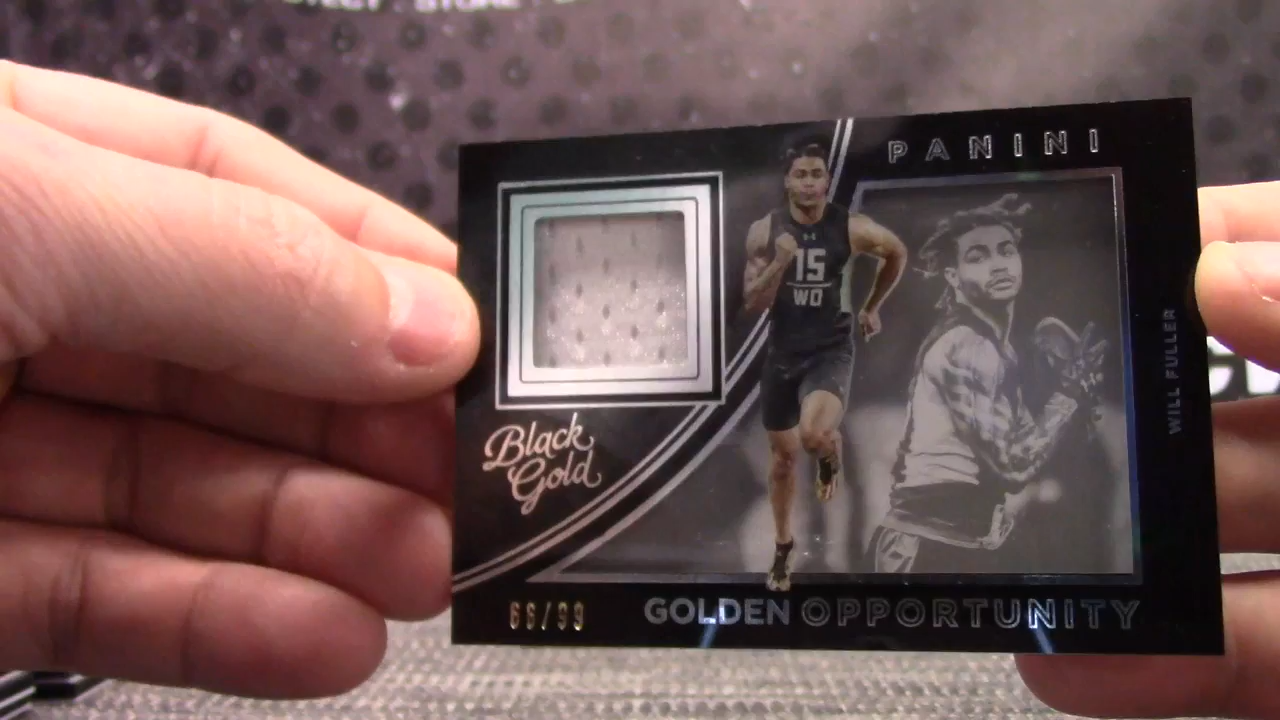 PANINI
15
WO
WILL FULLER
Black
Gold
66/99
GOLDEN OPPORTUNITY